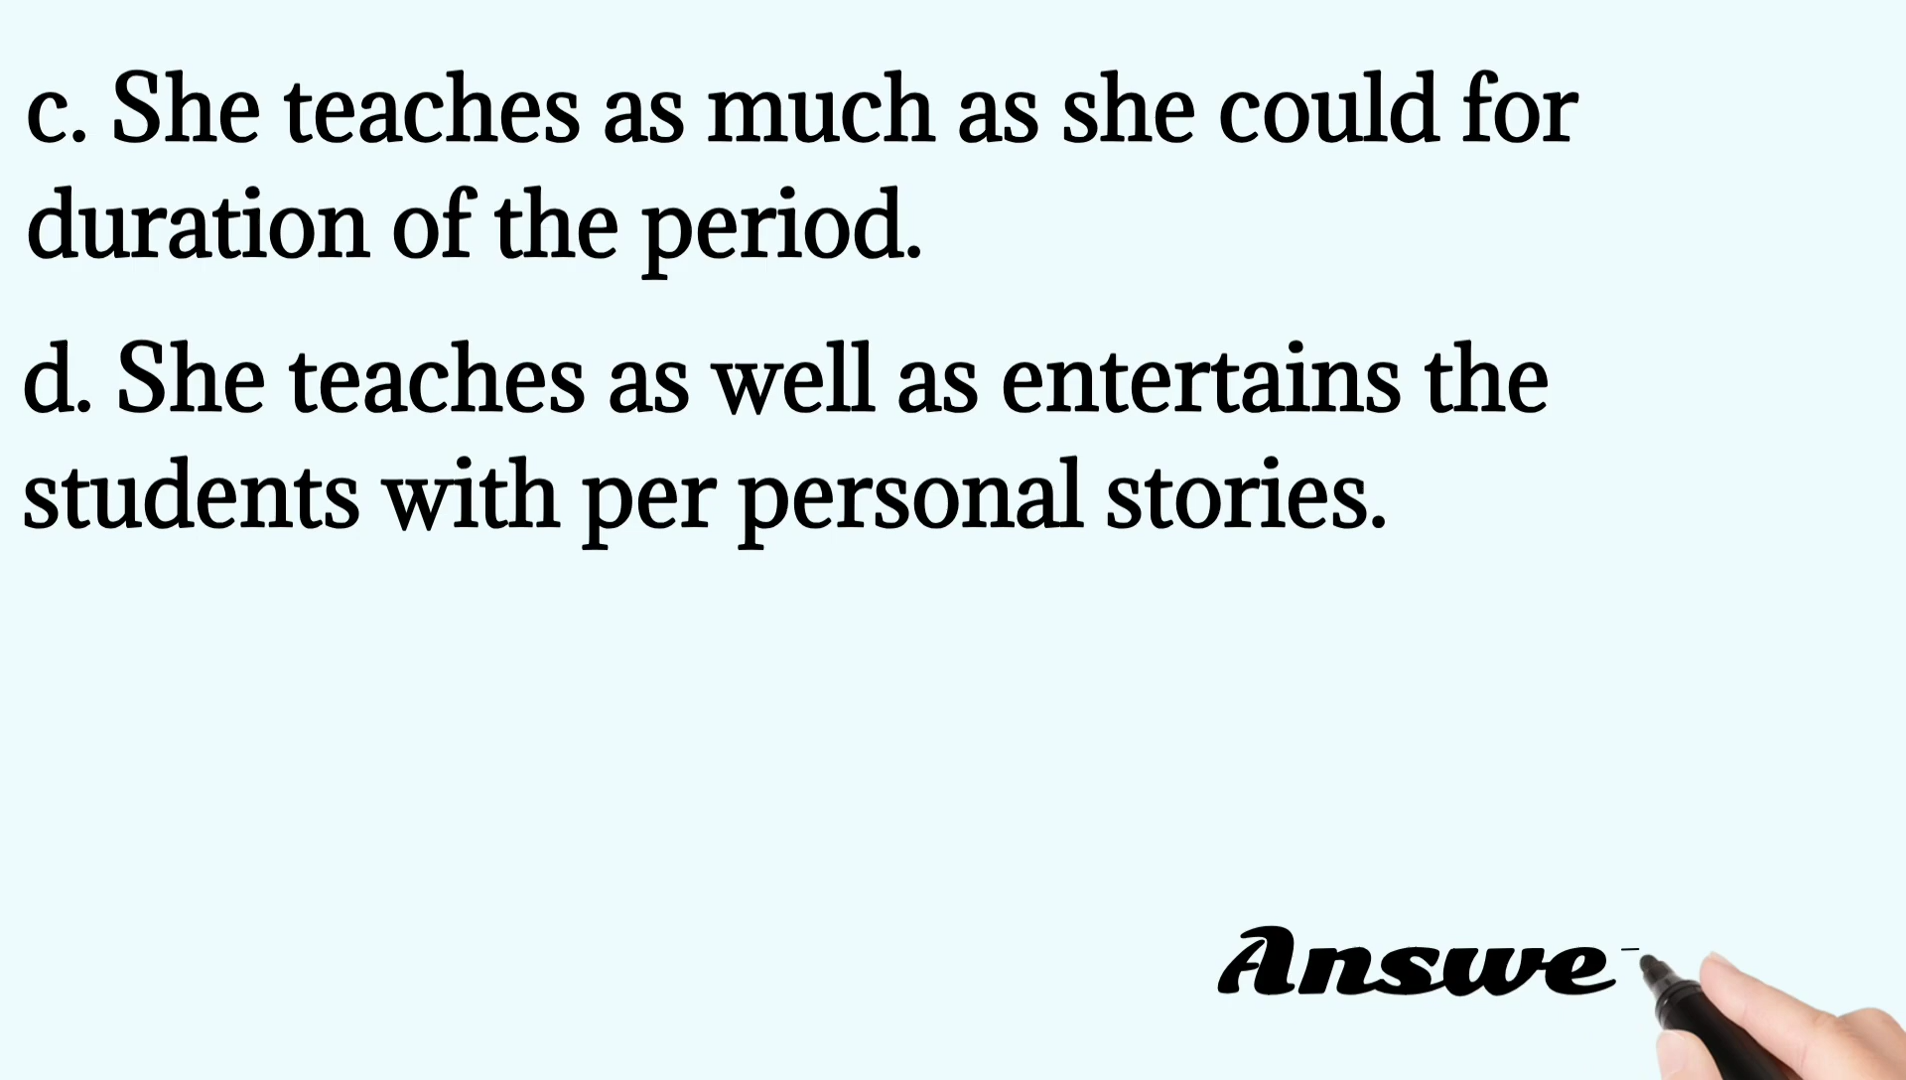 c. She teaches as much as she could for
duration of the period.
d. She teaches as well as entertains the
students with per personal stories.
Answe